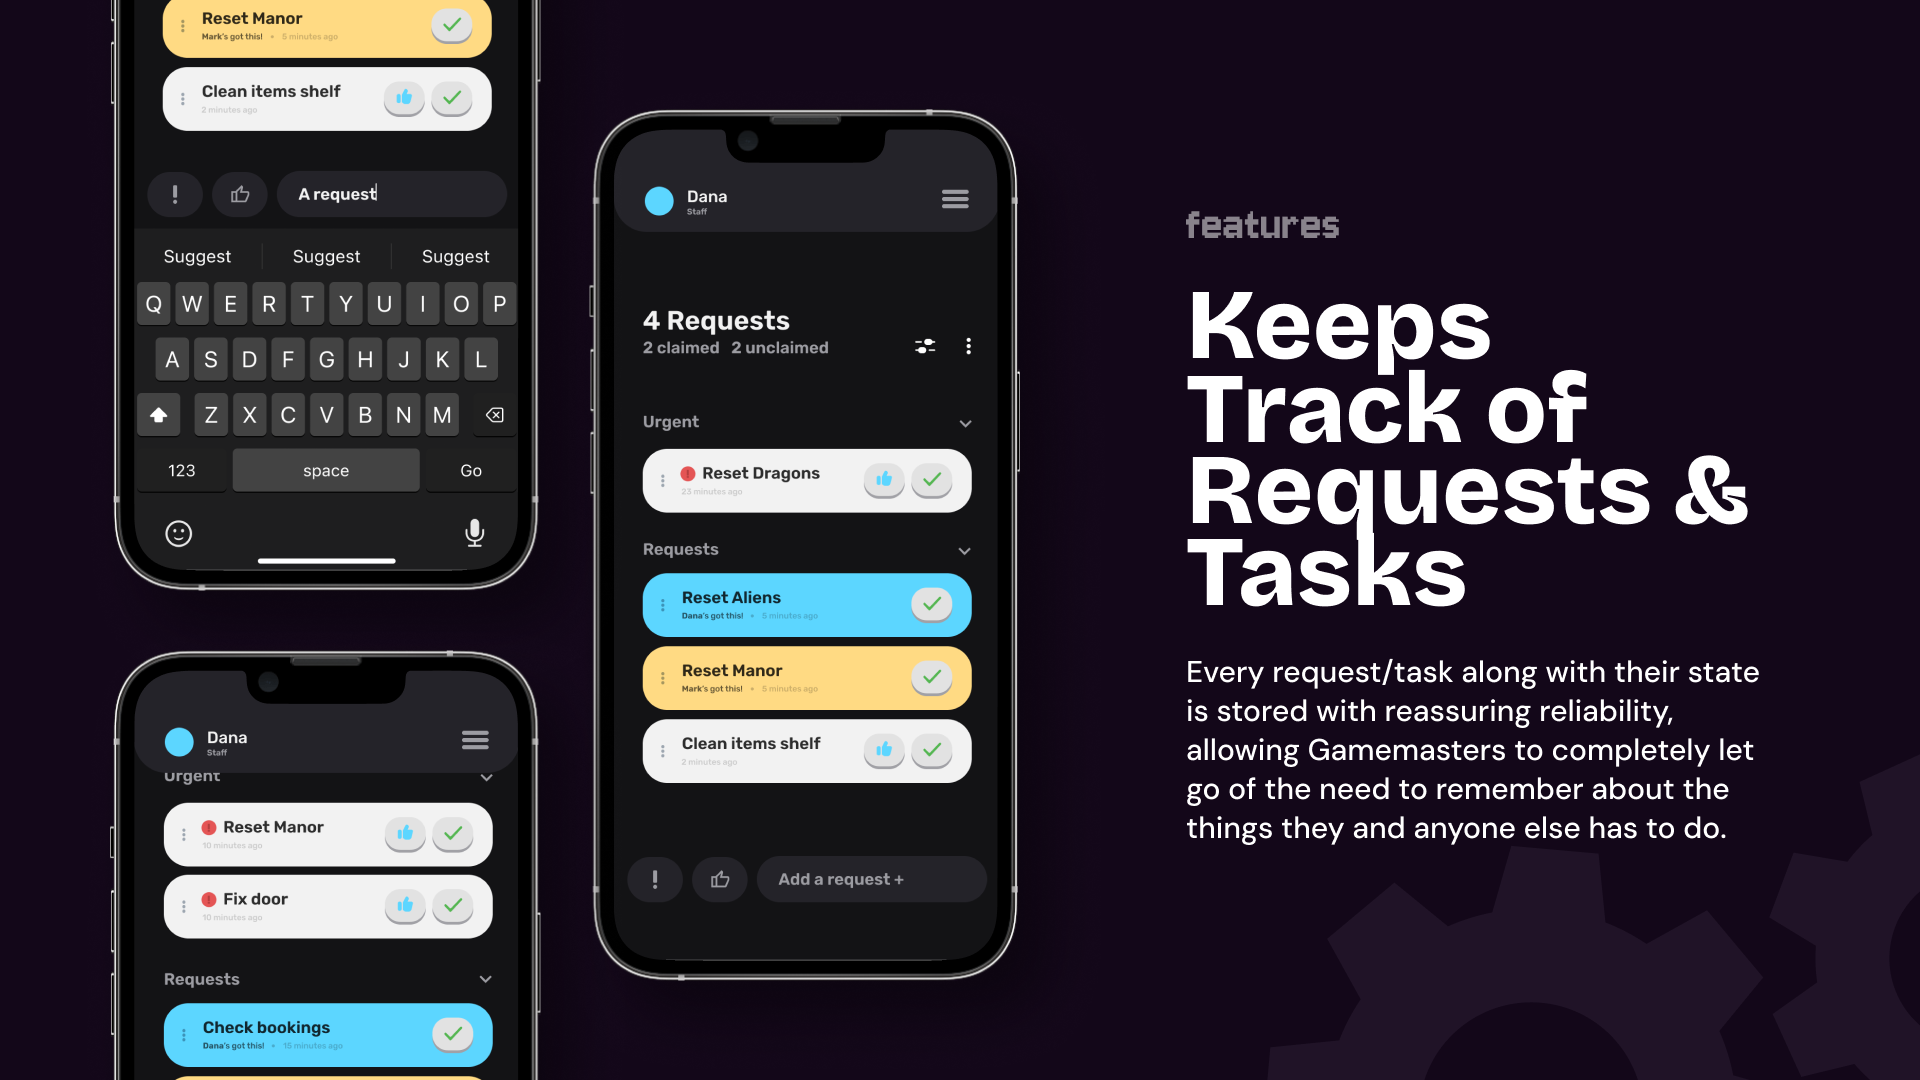 Reset Manor
Mark's got this! • 5 minutes ago
Clean items shelf
2 minutes ago
! A request
Suggest Suggest Suggest
Q W E R T Y U I O P
A S D F G H J K L
Z X C V B N M
123 space Go
Dana
Staff
Urgent
! Reset Manor
10 minutes ago
! Fix door
10 minutes ago
Requests
Check bookings
Dana's got this! • 15 minutes ago
Dana
Staff
4 Requests
2 claimed 2 unclaimed
Urgent
! Reset Dragons
23 minutes ago
Requests
Reset Aliens
Dana's got this! • 5 minutes ago
Reset Manor
Mark's got this! • 5 minutes ago
Clean items shelf
2 minutes ago
! Add a request +
features
Keeps
Track of
Requests &
Tasks
Every request/task along with their state
is stored with reassuring reliability,
allowing Gamemasters to completely let
go of the need to remember about the
things they and anyone else has to do.